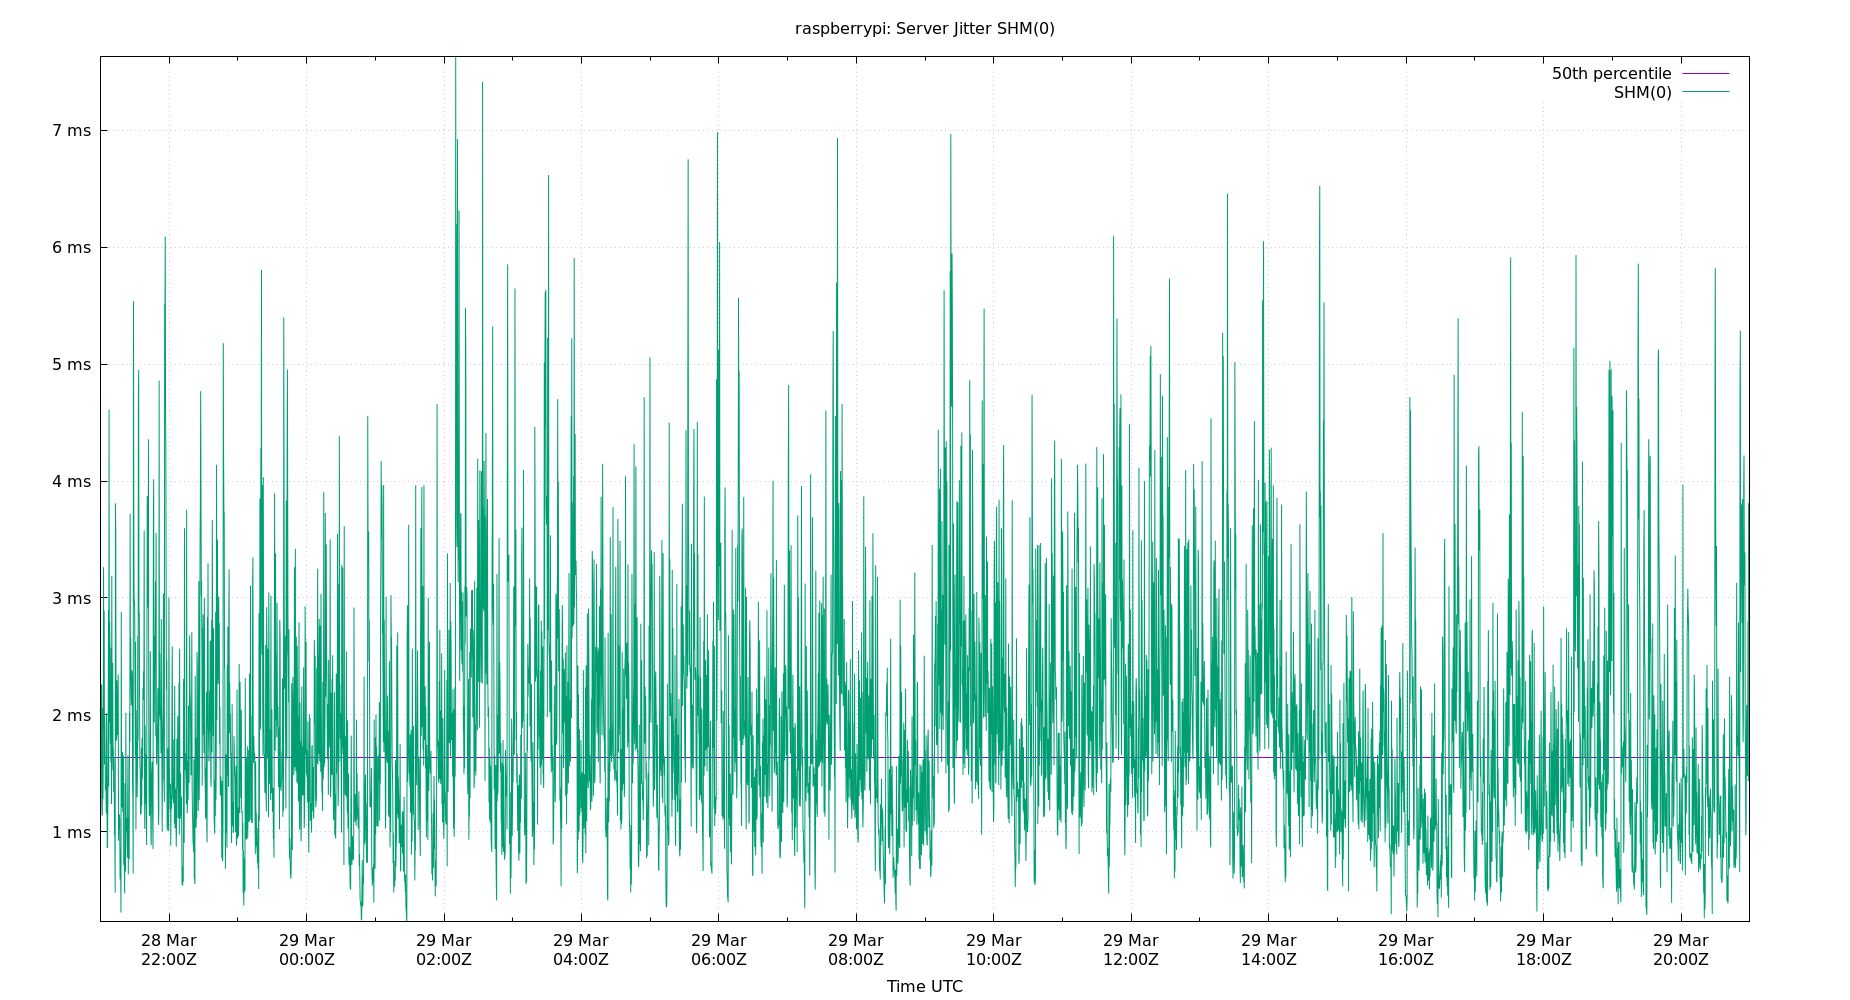 raspberrypi: Server Jitter SHM(0)
50th percentile
SHM(0)
7 ms
6 ms
5 ms
4 ms
3 ms
2 ms
1 ms
28 Mar 29 Mar 29 Mar 29 Mar 29 Mar 29 Mar 29 Mar 29 Mar 29 Mar 29 Mar 29 Mar 29 Mar
22:00Z 00:00Z 02:00Z 04:00Z 06:00Z 08:00Z 10:00Z 12:00Z 14:00Z 16:00Z 18:00Z 20:00Z
Time UTC